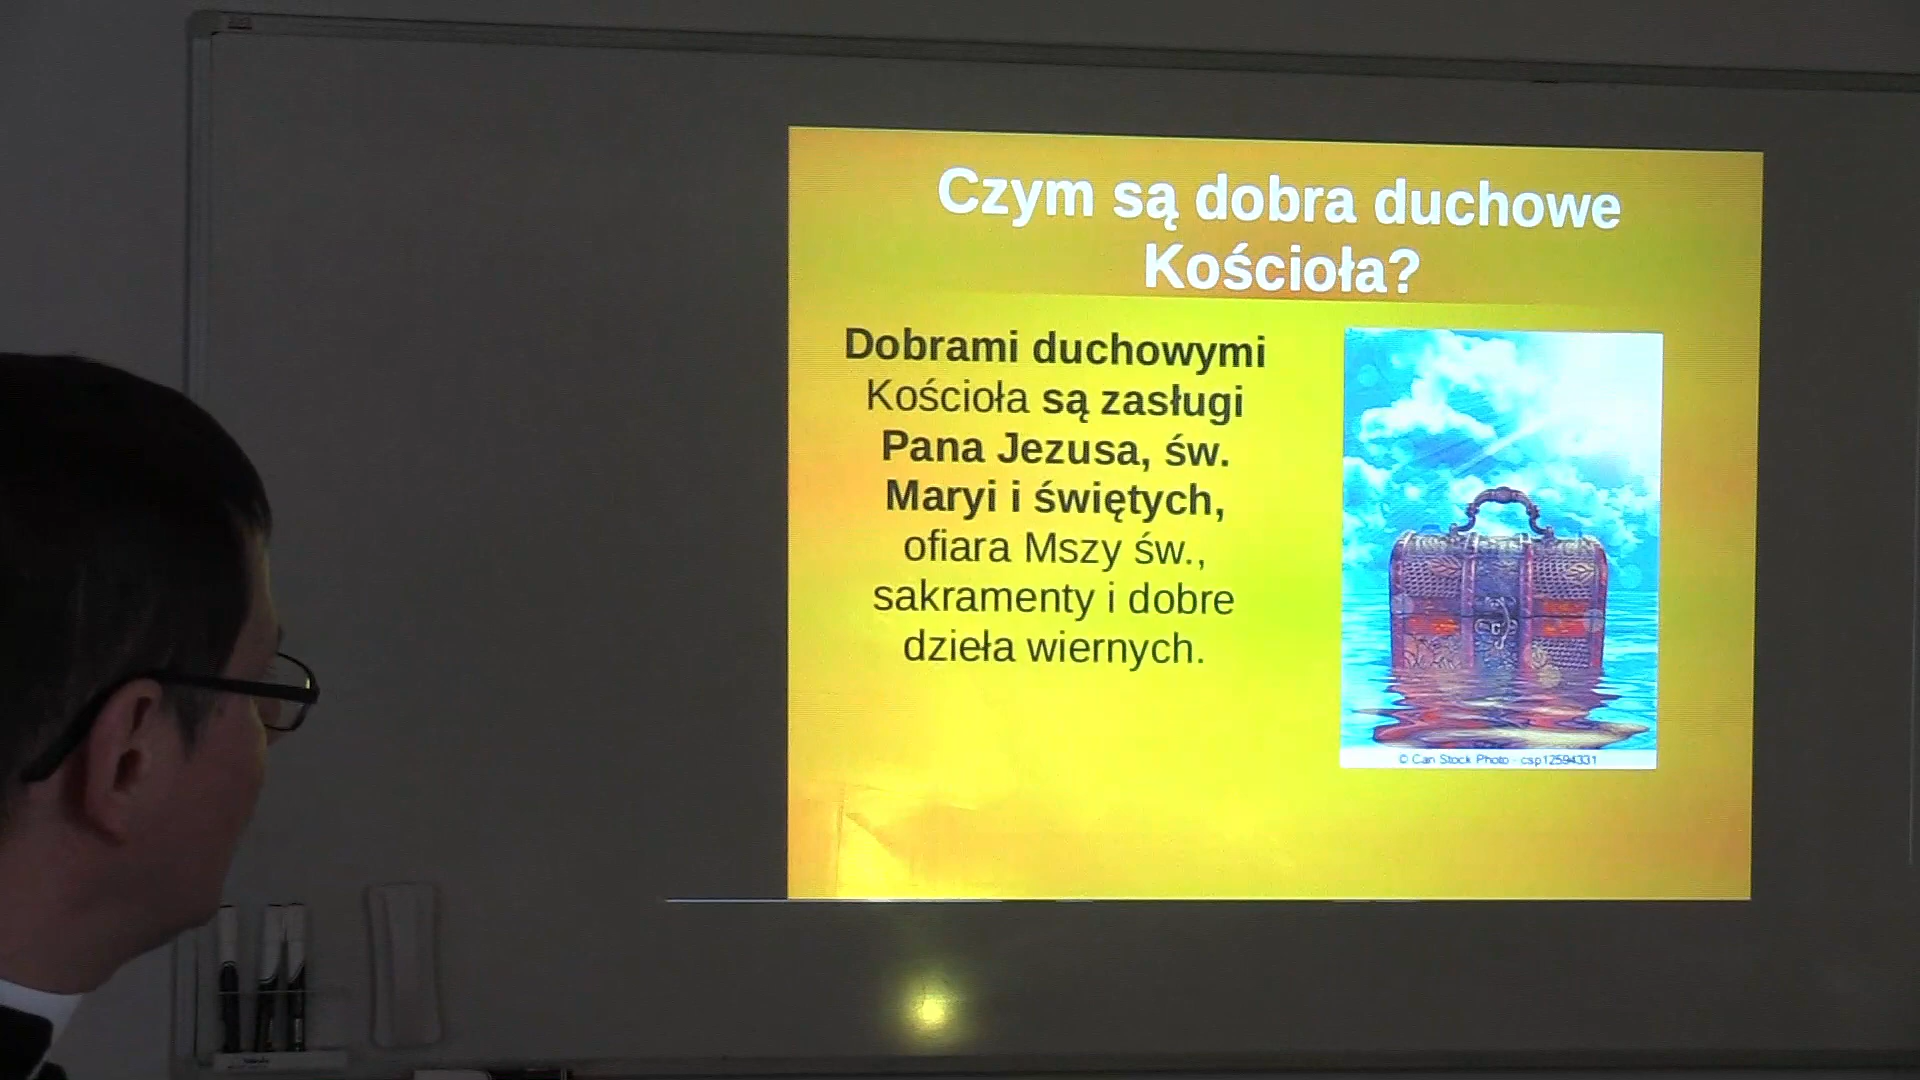 Czym są dobra duchowe
Kościoła?
Dobrami duchowymi
Kościoła są zasługi
Pana Jezusa, św.
Maryi i świętych,
ofiara Mszy św.,
sakramenty i dobre
dzieła wiernych.
© Can Stock Photo - csp12594331